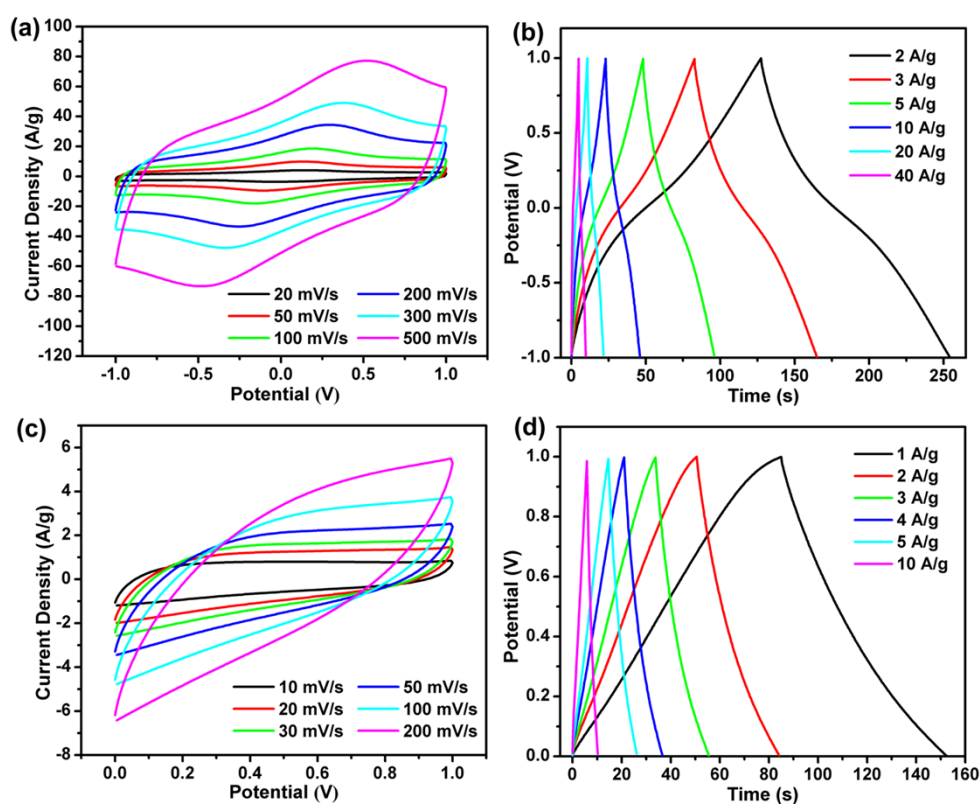 (a)
Current Density (A/g)
100
80
60
40
20
0
-20
-40
-60
-80
-100
-120
20 mV/s
50 mV/s
100 mV/s
200 mV/s
300 mV/s
500 mV/s
-1.0 -0.5 0.0 0.5 1.0
Potential (V)
(b)
Potential (V)
1.0
0.5
0.0
-0.5
-1.0
2 A/g
3 A/g
5 A/g
10 A/g
20 A/g
40 A/g
0 50 100 150 200 250
Time (s)
(c)
Current Density (A/g)
6
4
2
0
-2
-4
-6
-8
10 mV/s
20 mV/s
30 mV/s
50 mV/s
100 mV/s
200 mV/s
0.0 0.2 0.4 0.6 0.8 1.0
Potential (V)
(d)
Potential (V)
1.0
0.8
0.6
0.4
0.2
0.0
1 A/g
2 A/g
3 A/g
4 A/g
5 A/g
10 A/g
0 20 40 60 80 100 120 140 160
Time (s)